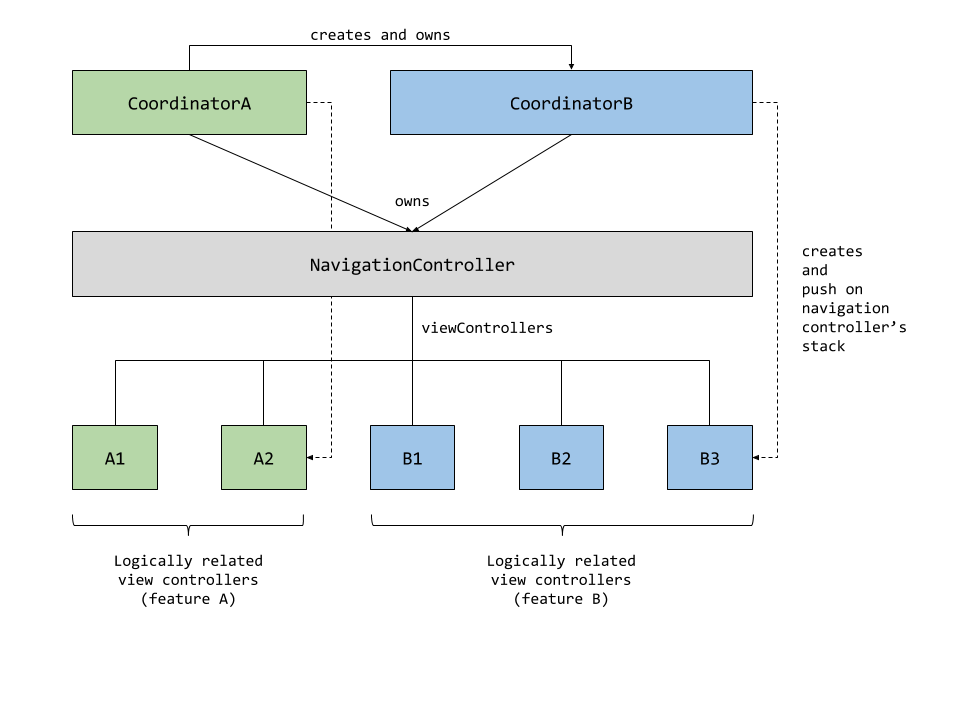 creates and owns
CoordinatorA
CoordinatorB
owns
NavigationController
creates
and
push on
navigation
controller’s
stack
viewControllers
A1
A2
B1
B2
B3
Logically related
view controllers
(feature A)
Logically related
view controllers
(feature B)